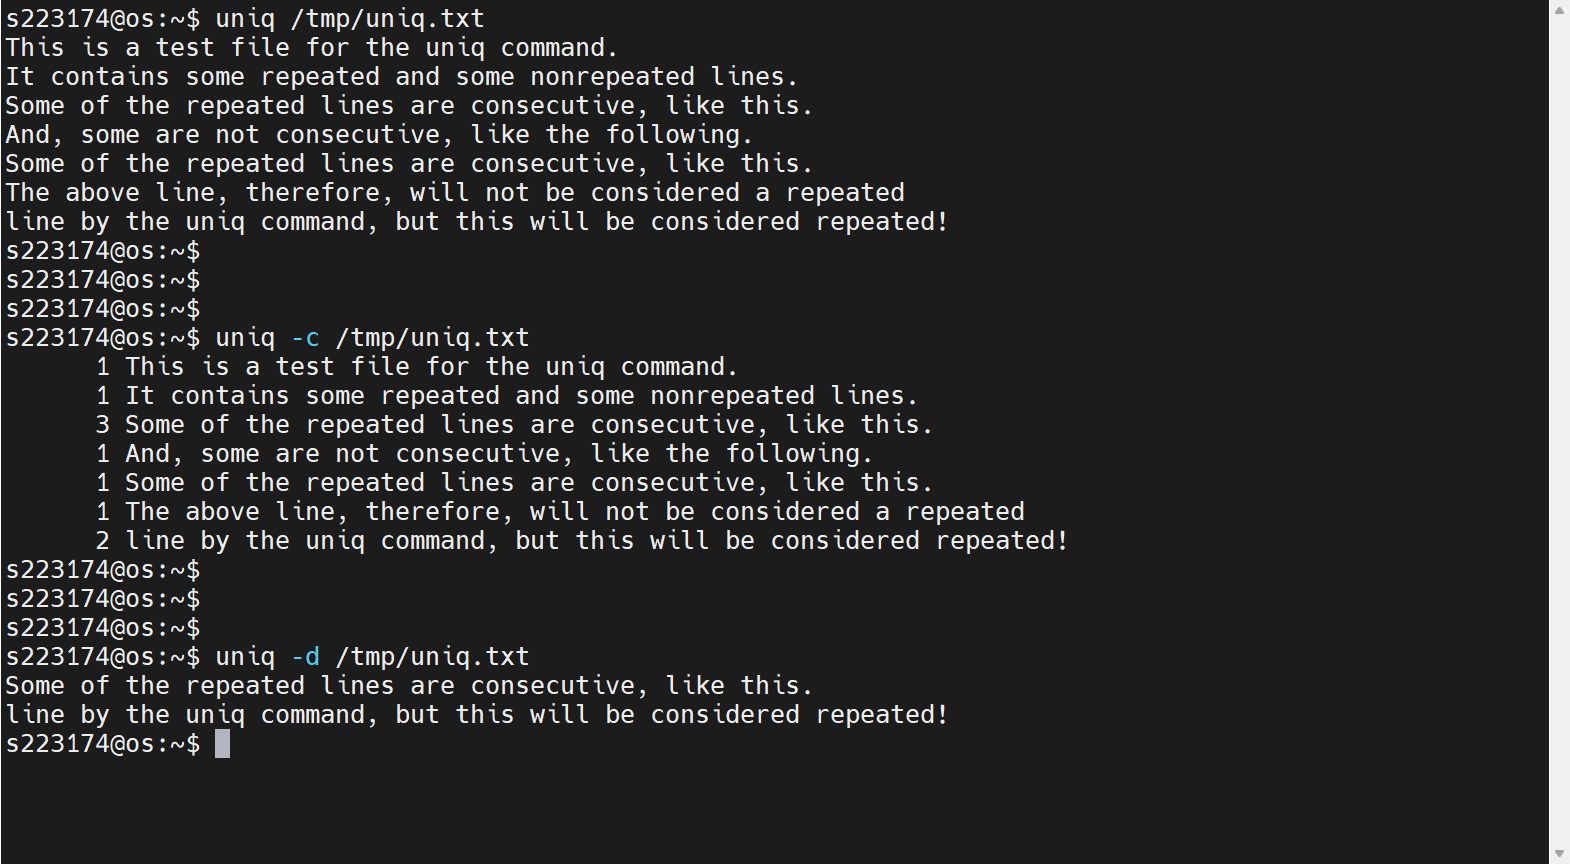 s223174@os:~$ uniq /tmp/uniq.txt
This is a test file for the uniq command.
It contains some repeated and some nonrepeated lines.
Some of the repeated lines are consecutive, like this.
And, some are not consecutive, like the following.
Some of the repeated lines are consecutive, like this.
The above line, therefore, will not be considered a repeated
line by the uniq command, but this will be considered repeated!
s223174@os:~$
s223174@os:~$
s223174@os:~$
s223174@os:~$ uniq -c /tmp/uniq.txt
      1 This is a test file for the uniq command.
      1 It contains some repeated and some nonrepeated lines.
      3 Some of the repeated lines are consecutive, like this.
      1 And, some are not consecutive, like the following.
      1 Some of the repeated lines are consecutive, like this.
      1 The above line, therefore, will not be considered a repeated
      2 line by the uniq command, but this will be considered repeated!
s223174@os:~$
s223174@os:~$
s223174@os:~$
s223174@os:~$ uniq -d /tmp/uniq.txt
Some of the repeated lines are consecutive, like this.
line by the uniq command, but this will be considered repeated!
s223174@os:~$